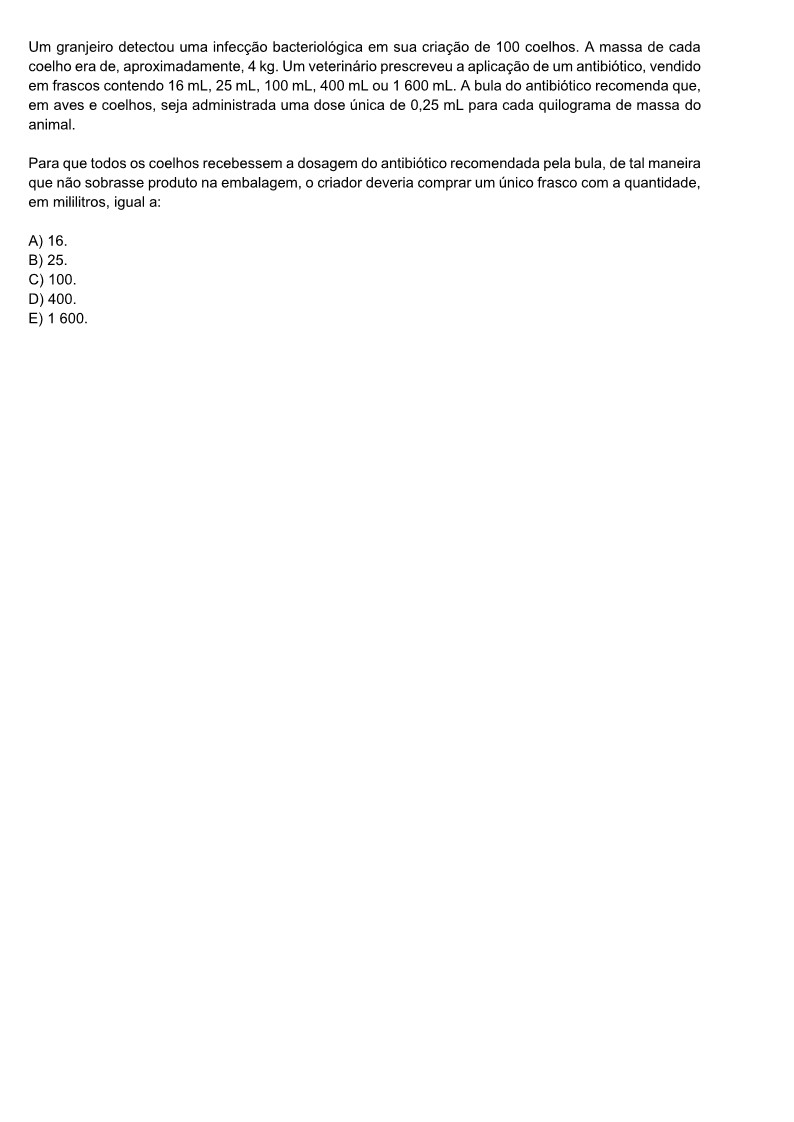 Um granjeiro detectou uma infecção bacteriológica em sua criação de 100 coelhos. A massa de cada
coelho era de, aproximadamente, 4 kg. Um veterinário prescreveu a aplicação de um antibiótico, vendido
em frascos contendo 16 mL, 25 mL, 100 mL, 400 mL ou 1 600 mL. A bula do antibiótico recomenda que,
em aves e coelhos, seja administrada uma dose única de 0,25 mL para cada quilograma de massa do
animal.
Para que todos os coelhos recebessem a dosagem do antibiótico recomendada pela bula, de tal maneira
que não sobrasse produto na embalagem, o criador deveria comprar um único frasco com a quantidade,
em mililitros, igual a:
A) 16.
B) 25.
C) 100.
D) 400.
E) 1 600.